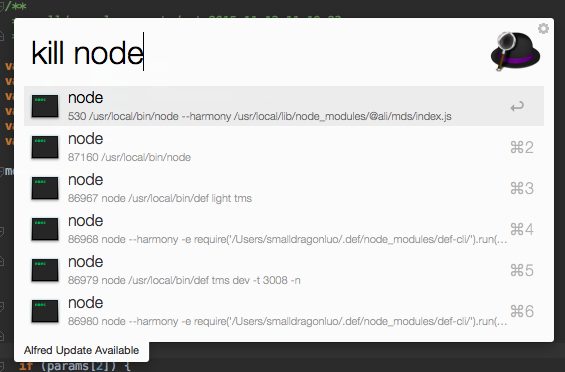 /**
kill node
node
530 /usr/local/bin/node --harmony /usr/local/lib/node_modules/@ali/mds/index.js
node
87160 /usr/local/bin/node
⌘2
node
86967 node /usr/local/bin/def light tms
⌘3
node
86968 node --harmony -e require('/Users/smalldragonluo/.def/node_modules/def-cli/').run(...
⌘4
node
86979 node /usr/local/bin/def tms dev -t 3008 -n
⌘5
node
86980 node --harmony -e require('/Users/smalldragonluo/.def/node_modules/def-cli/').run(...
⌘6
Alfred Update Available
if (params[2]) {